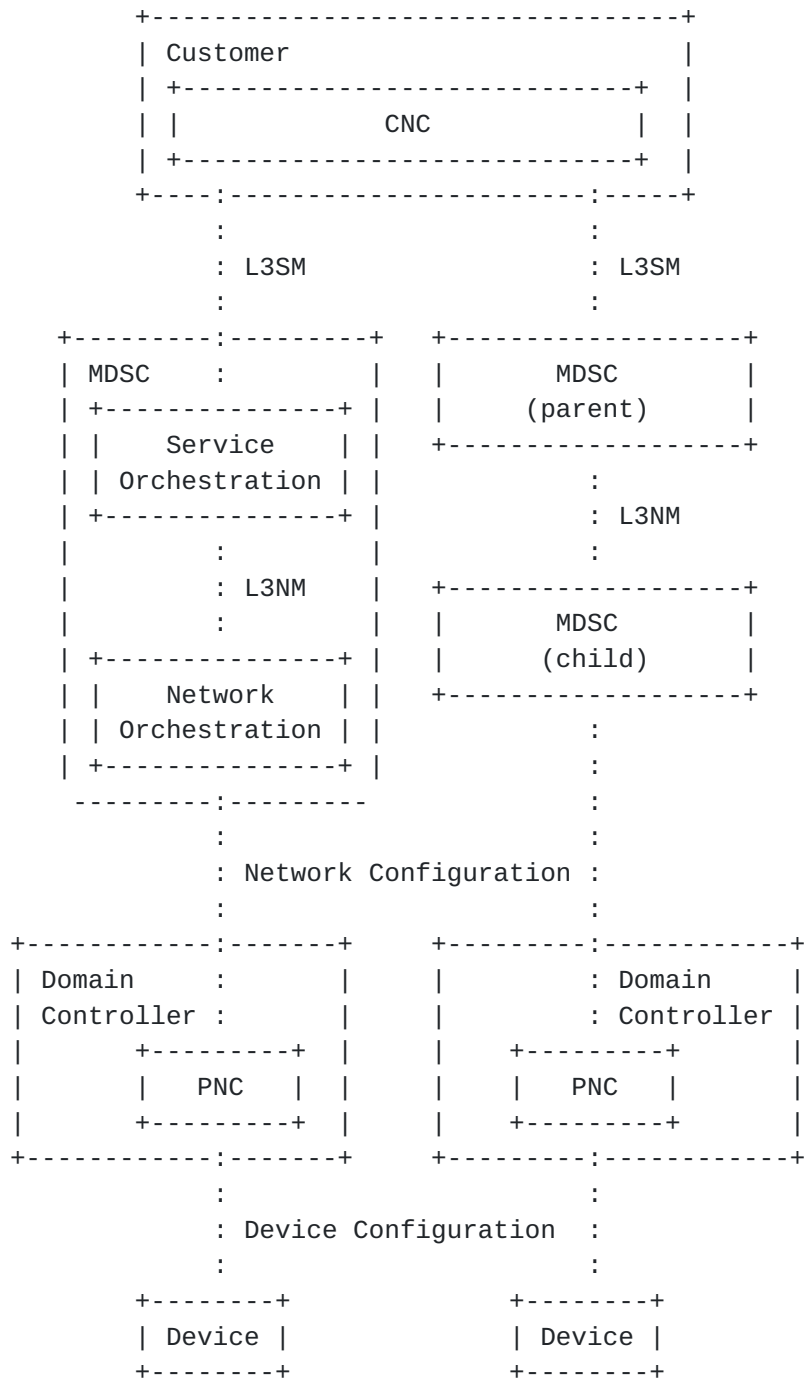 Customer
CNC
L3SM L3SM
MDSC MDSC
(parent)
Service
Orchestration
L3NM
L3NM MDSC
(child)
Network
Orchestration
Network Configuration
Domain Domain
Controller Controller
PNC PNC
Device Configuration
Device Device